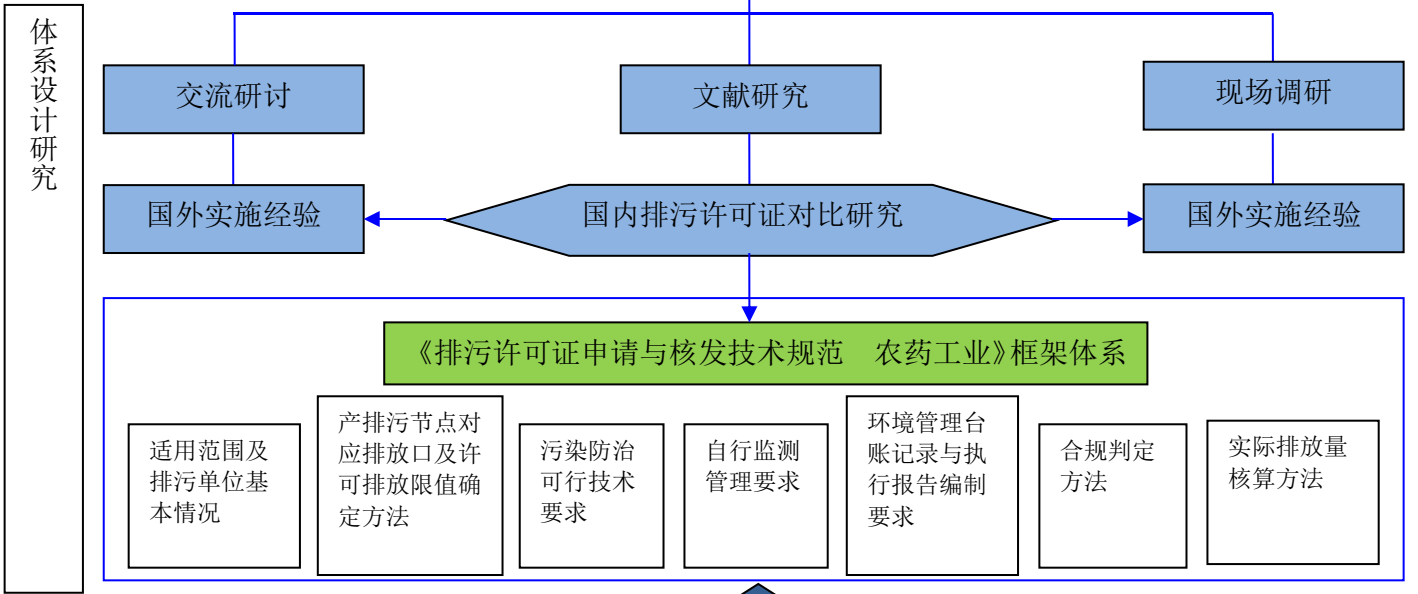 体系设计研究
交流研讨
文献研究
现场调研
国外实施经验
国内排污许可证对比研究
国外实施经验
《排污许可证申请与核发技术规范　农药工业》框架体系
适用范围及
排污单位基
本情况
产排污节点对
应排放口及许
可排放限值确
定方法
污染防治
可行技术
要求
自行监测
管理要求
环境管理台
账记录与执
行报告编制
要求
合规判定
方法
实际排放量
核算方法